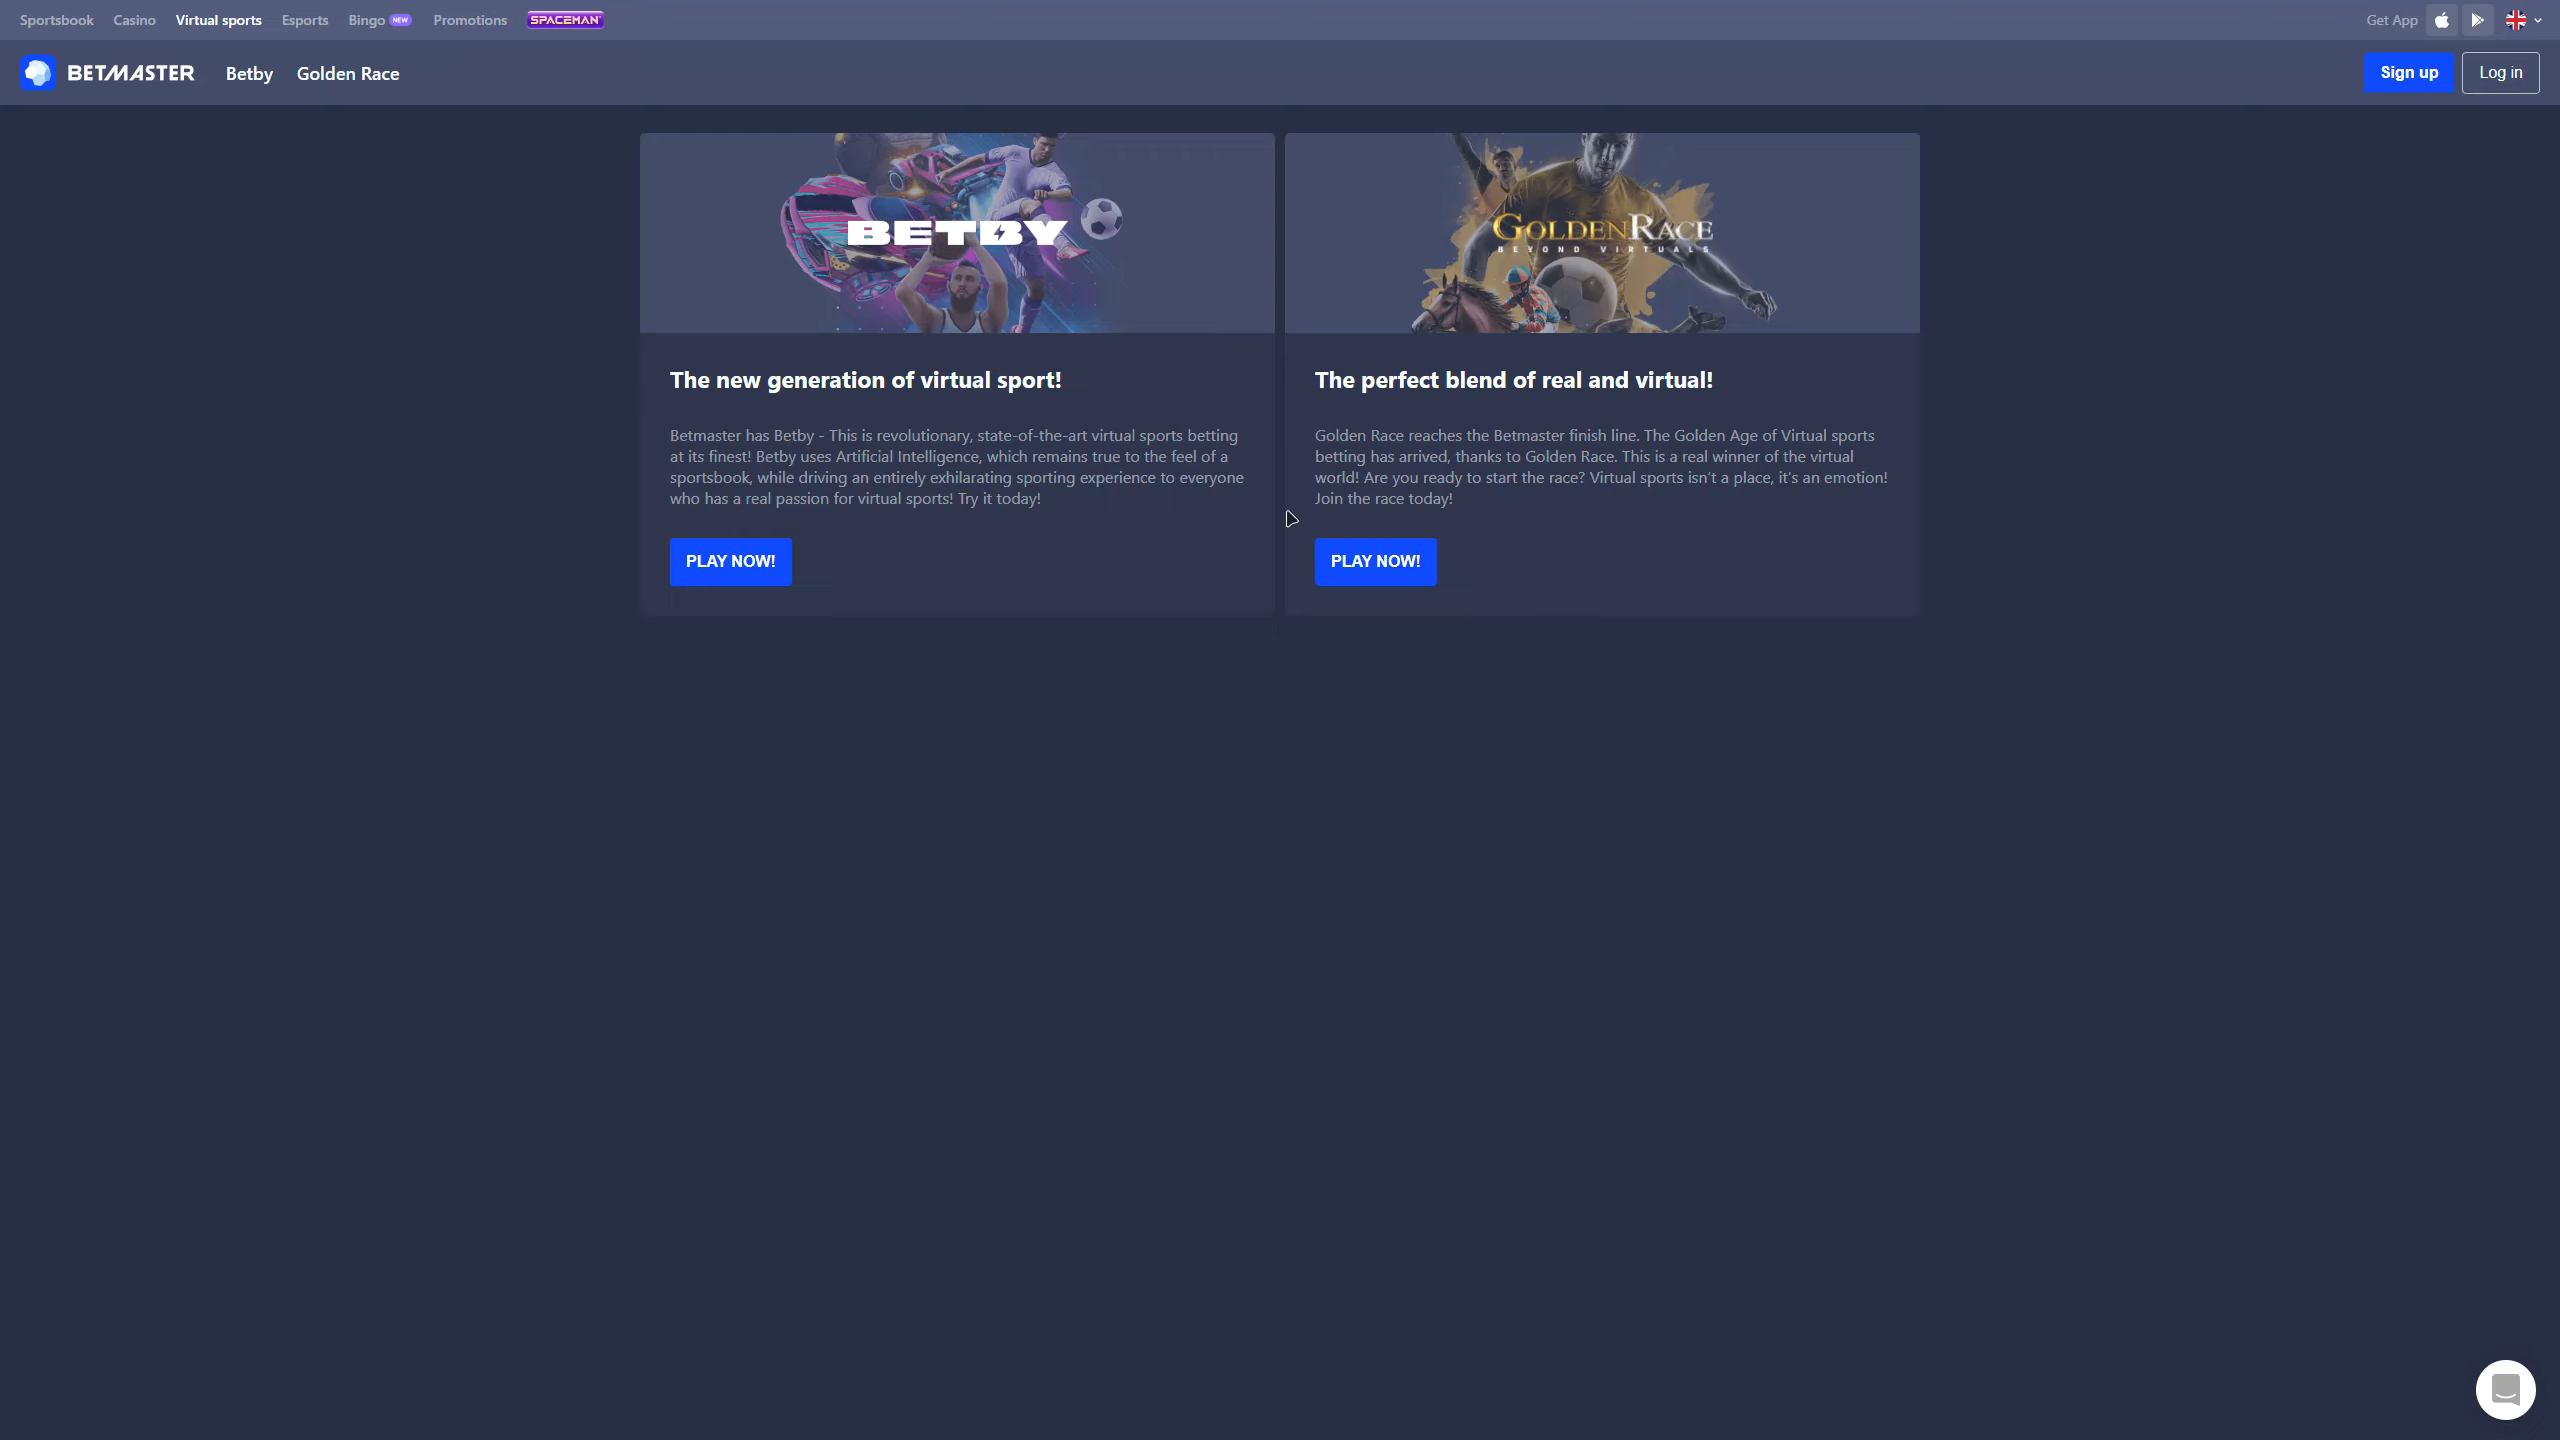 Sportsbook Casino Virtual sports Esports Bingo NEW Promotions SPACEMAN Get App
BETMASTER Betby Golden Race Sign up Log in
BETBY
GOLDENRACE
BEYOND VIRTUALS
The new generation of virtual sport!
Betmaster has Betby - This is revolutionary, state-of-the-art virtual sports betting
at its finest! Betby uses Artificial Intelligence, which remains true to the feel of a
sportsbook, while driving an entirely exhilarating sporting experience to everyone
who has a real passion for virtual sports! Try it today!
PLAY NOW!
The perfect blend of real and virtual!
Golden Race reaches the Betmaster finish line. The Golden Age of Virtual sports
betting has arrived, thanks to Golden Race. This is a real winner of the virtual
world! Are you ready to start the race? Virtual sports isn't a place, it's an emotion!
Join the race today!
PLAY NOW!